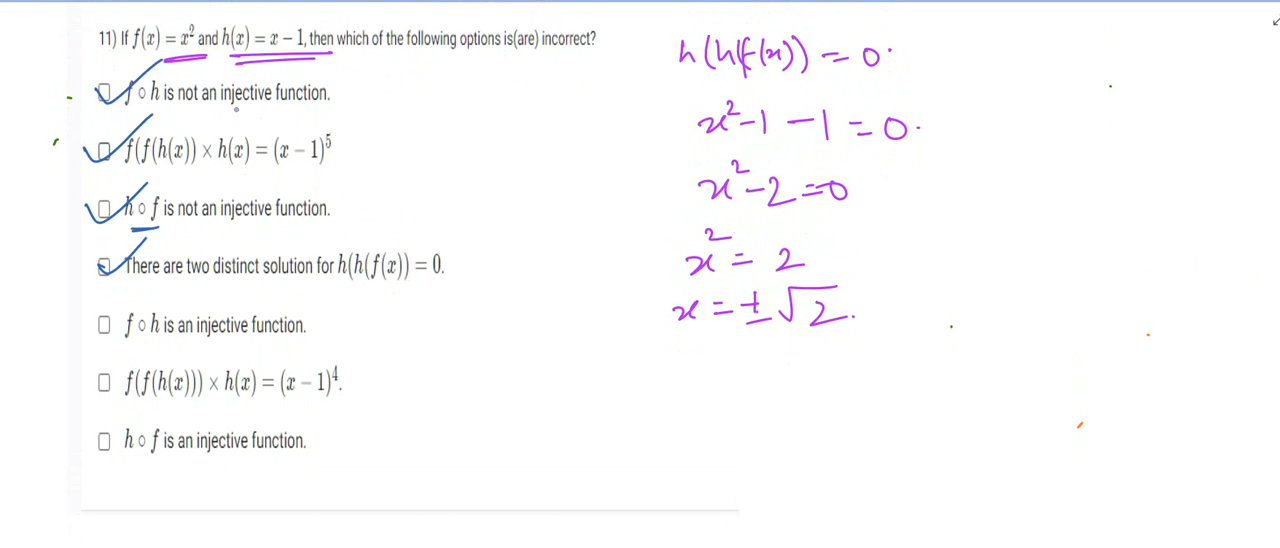 11) If f(x) = x² and h(x) = x − 1, then which of the following options is(are) incorrect?
f ∘ h is not an injective function.
f(f(h(x)) × h(x) = (x − 1)⁵
h ∘ f is not an injective function.
There are two distinct solution for h(h(f(x)) = 0.
f ∘ h is an injective function.
f(f(h(x))) × h(x) = (x − 1)⁴.
h ∘ f is an injective function.
h(h(f(x)) = 0.
x² − 1 − 1 = 0.
x² − 2 = 0
x² = 2
x = ± √2.